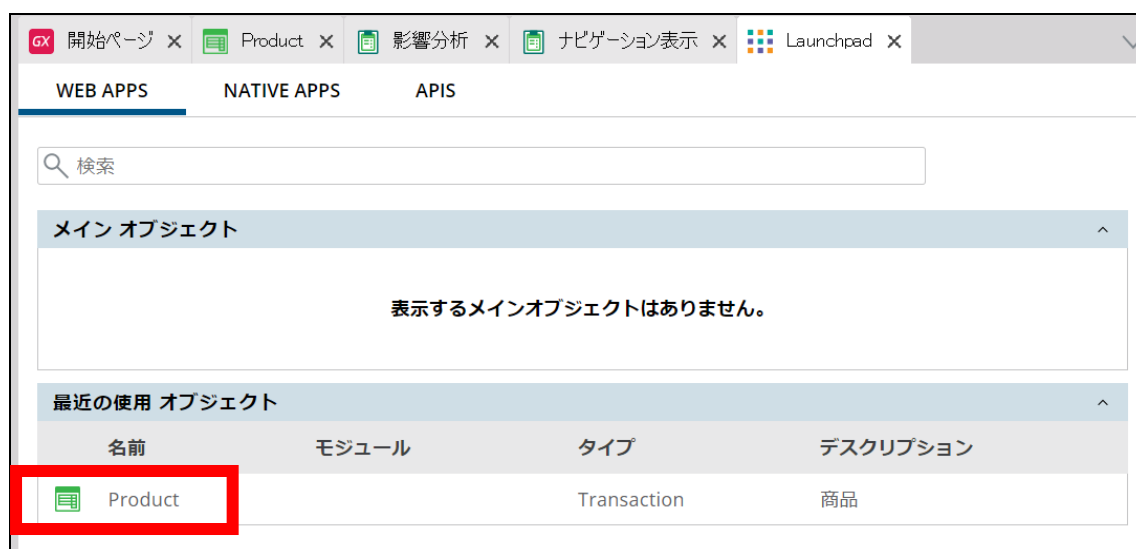 GX 開始ページ × Product × 影響分析 × ナビゲーション表示 × Launchpad ×
WEB APPS NATIVE APPS APIS
検索
メイン オブジェクト
表示するメインオブジェクトはありません。
最近の使用 オブジェクト
名前 モジュール タイプ デスクリプション
Product Transaction 商品